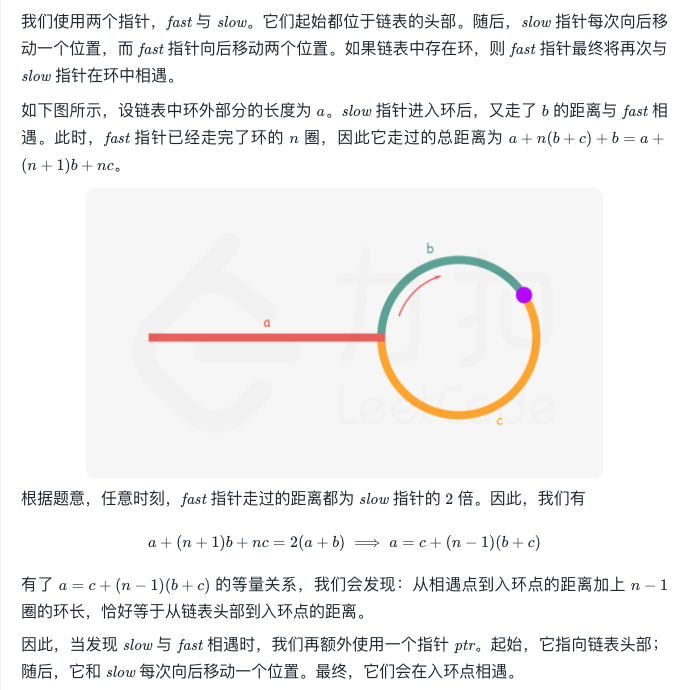 我们使用两个指针，fast 与 slow。它们起始都位于链表的头部。随后，slow 指针每次向后移
动一个位置，而 fast 指针向后移动两个位置。如果链表中存在环，则 fast 指针最终将再次与
slow 指针在环中相遇。
如下图所示，设链表中环外部分的长度为 a。slow 指针进入环后，又走了 b 的距离与 fast 相
遇。此时，fast 指针已经走完了环的 n 圈，因此它走过的总距离为 a + n(b + c) + b = a +
(n + 1)b + nc。
b
a
力扣
LeetCode
c
根据题意，任意时刻，fast 指针走过的距离都为 slow 指针的 2 倍。因此，我们有
a + (n + 1)b + nc = 2(a + b) ⟹ a = c + (n − 1)(b + c)
有了 a = c + (n − 1)(b + c) 的等量关系，我们会发现：从相遇点到入环点的距离加上 n − 1
圈的环长，恰好等于从链表头部到入环点的距离。
因此，当发现 slow 与 fast 相遇时，我们再额外使用一个指针 ptr。起始，它指向链表头部；
随后，它和 slow 每次向后移动一个位置。最终，它们会在入环点相遇。